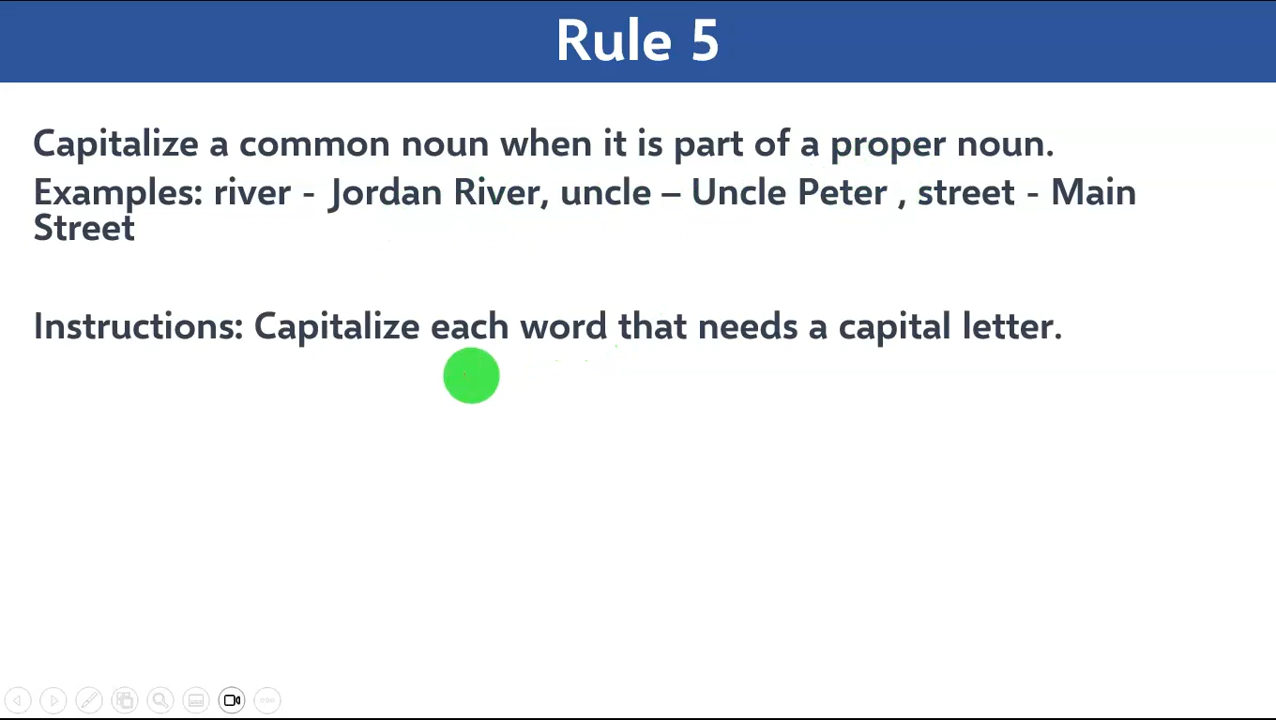 Rule 5
Capitalize a common noun when it is part of a proper noun.
Examples: river - Jordan River, uncle – Uncle Peter , street - Main
Street
Instructions: Capitalize each word that needs a capital letter.